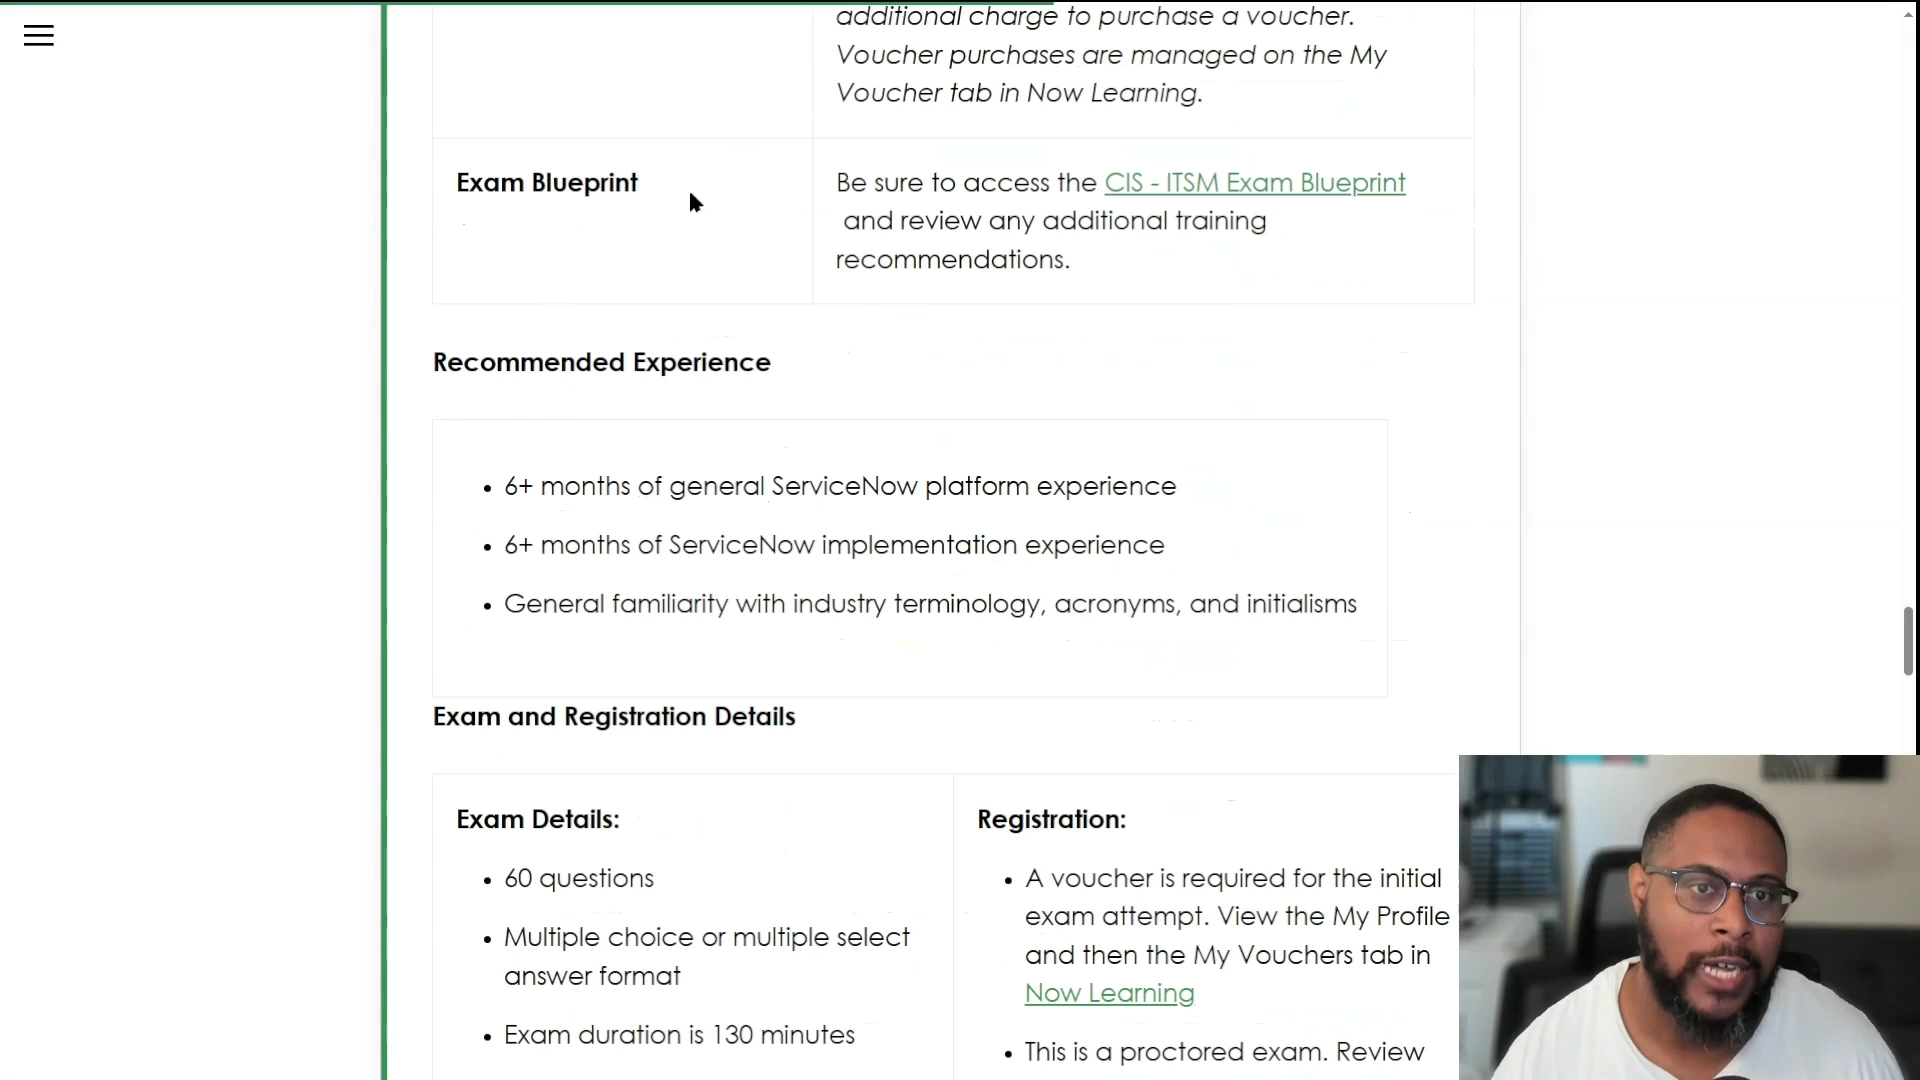 additional charge to purchase a voucher.
Voucher purchases are managed on the My
Voucher tab in Now Learning.
Exam Blueprint
Be sure to access the CIS - ITSM Exam Blueprint
and review any additional training
recommendations.
Recommended Experience
• 6+ months of general ServiceNow platform experience
• 6+ months of ServiceNow implementation experience
• General familiarity with industry terminology, acronyms, and initialisms
Exam and Registration Details
Exam Details:
• 60 questions
• Multiple choice or multiple select
answer format
• Exam duration is 130 minutes
Registration:
• A voucher is required for the initial
exam attempt. View the My Profile
and then the My Vouchers tab in
Now Learning
• This is a proctored exam. Review